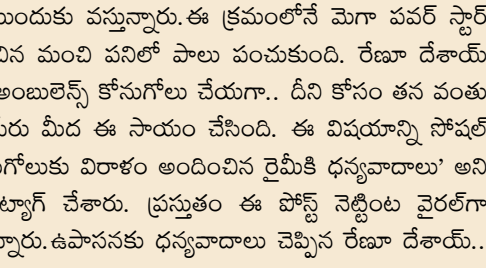 ముందుకు వస్తున్నారు.ఈ క్రమంలోనే మెగా పవర్ స్టార్
చిన మంచి పనిలో పాలు పంచుకుంది. రేణూ దేశాయ్
అంబులెన్స్ కోనుగోలు చేయగా.. దీని కోసం తన వంతు
పేరు మీద ఈ సాయం చేసింది. ఈ విషయాన్ని సోషల్
గోలుకు విరాళం అందించిన రైమీకి ధన్యవాదాలు’ అని
ట్యాగ్ చేశారు. ప్రస్తుతం ఈ పోస్ట్ నెట్టింట వైరల్‌గా
న్నారు.ఉపాసనకు ధన్యవాదాలు చెప్పిన రేణూ దేశాయ్..